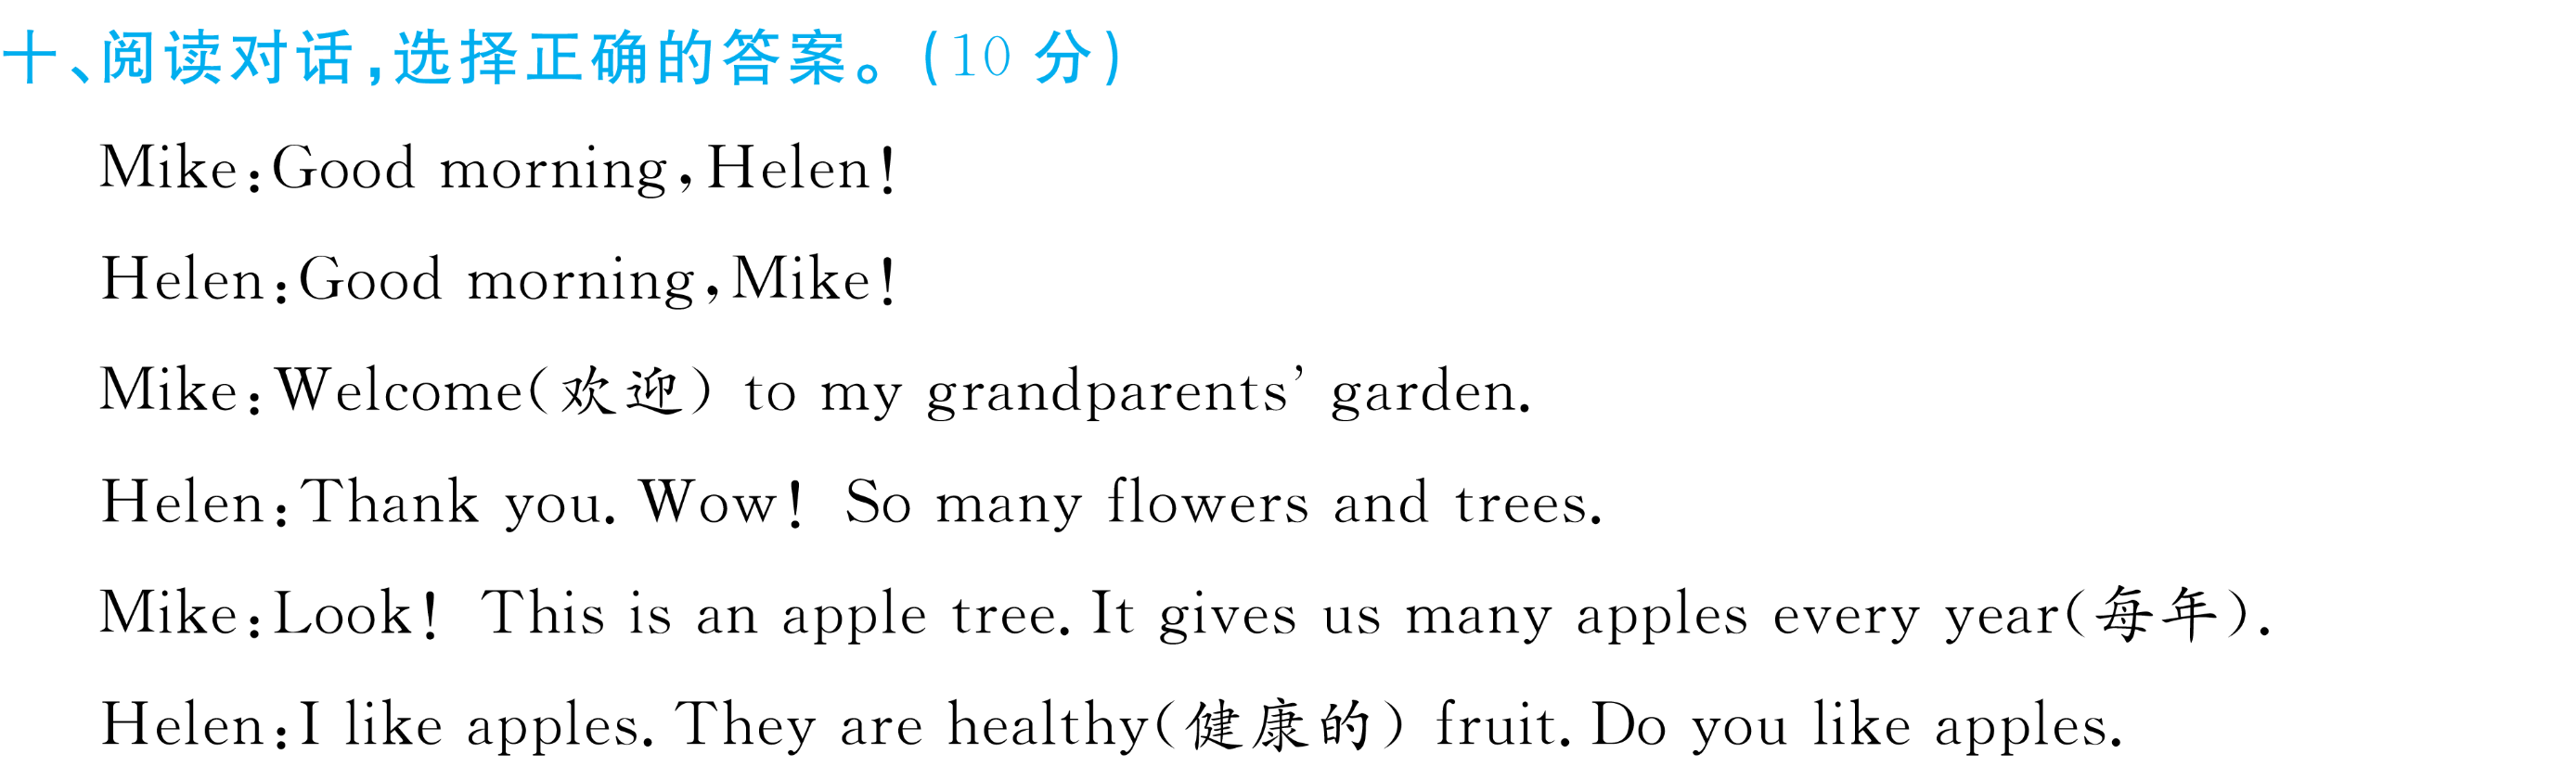 十、阅读对话,选择正确的答案。(10 分)
Mike:Good morning,Helen!
Helen:Good morning,Mike!
Mike:Welcome(欢迎) to my grandparents’ garden.
Helen:Thank you. Wow! So many flowers and trees.
Mike:Look! This is an apple tree. It gives us many apples every year(每年).
Helen:I like apples. They are healthy(健康的) fruit. Do you like apples.